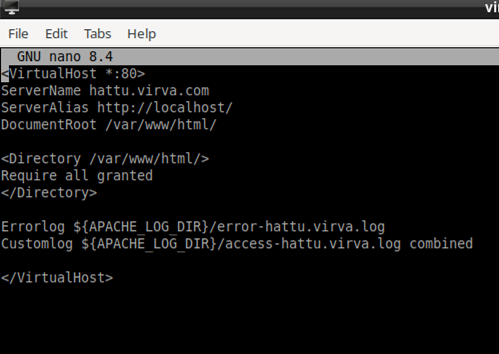 vi
File Edit Tabs Help
GNU nano 8.4
<VirtualHost *:80>
ServerName hattu.virva.com
ServerAlias http://localhost/
DocumentRoot /var/www/html/
<Directory /var/www/html/>
Require all granted
</Directory>
Errorlog ${APACHE_LOG_DIR}/error-hattu.virva.log
Customlog ${APACHE_LOG_DIR}/access-hattu.virva.log combined
</VirtualHost>